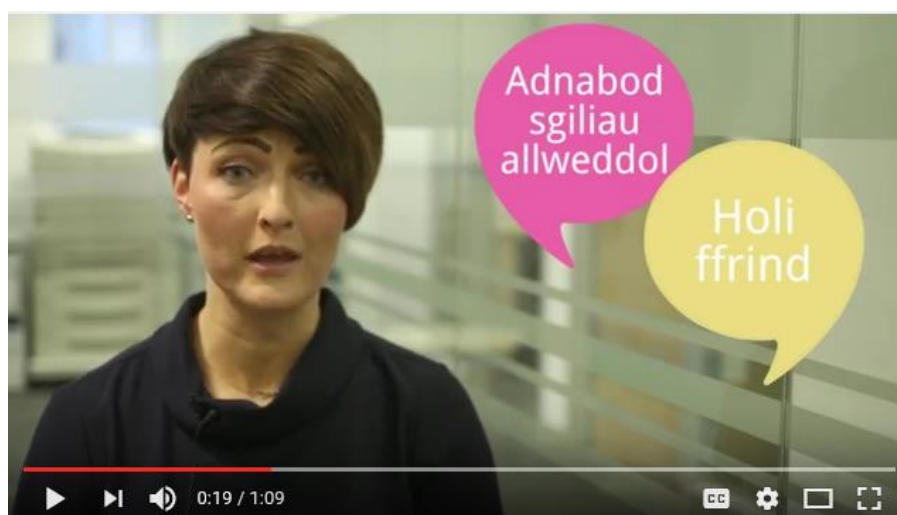 Adnabod
sgiliau
allweddol
Holi
ffrind
0:19 / 1:09
CC